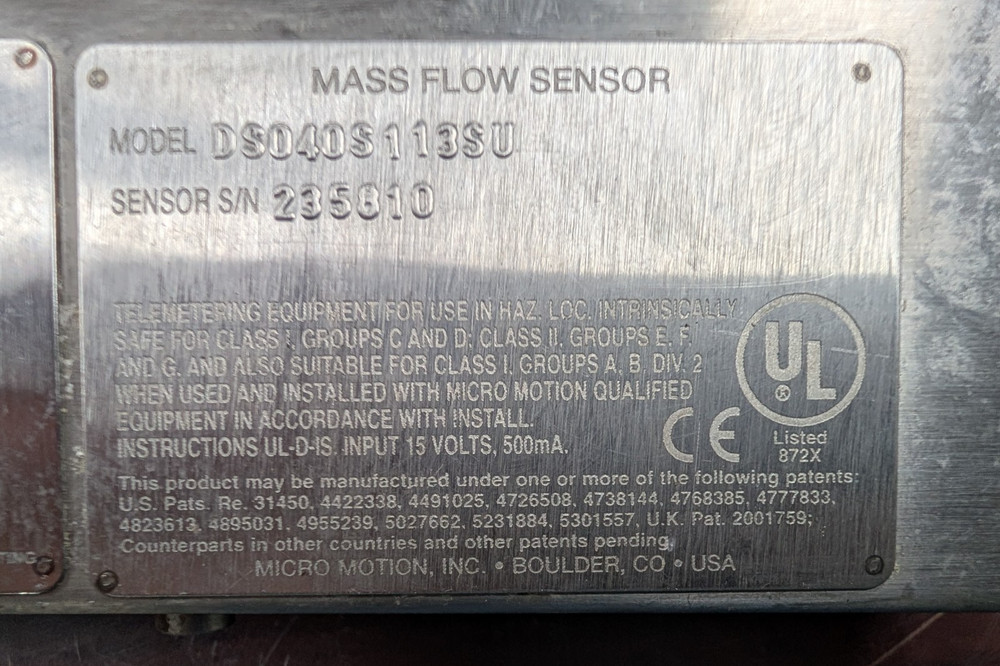 MASS FLOW SENSOR
MODEL DS040S113SU
SENSOR S/N 235810
TELEMETERING EQUIPMENT FOR USE IN HAZ. LOC. INTRINSICALLY
SAFE FOR CLASS I, GROUPS C AND D; CLASS II, GROUPS E, F
AND G. AND ALSO SUITABLE FOR CLASS I, GROUPS A, B, DIV. 2
WHEN USED AND INSTALLED WITH MICRO MOTION QUALIFIED
EQUIPMENT IN ACCORDANCE WITH INSTALL.
INSTRUCTIONS UL-D-IS. INPUT 15 VOLTS, 500mA.
UL ®
CE
Listed
872X
This product may be manufactured under one or more of the following patents:
U.S. Pats. Re. 31450, 4422338, 4491025, 4726508, 4738144, 4768385, 4777833,
4823613, 4895031, 4955239, 5027662, 5231884, 5301557, U.K. Pat. 2001759;
Counterparts in other countries and other patents pending.
MICRO MOTION, INC. • BOULDER, CO • USA